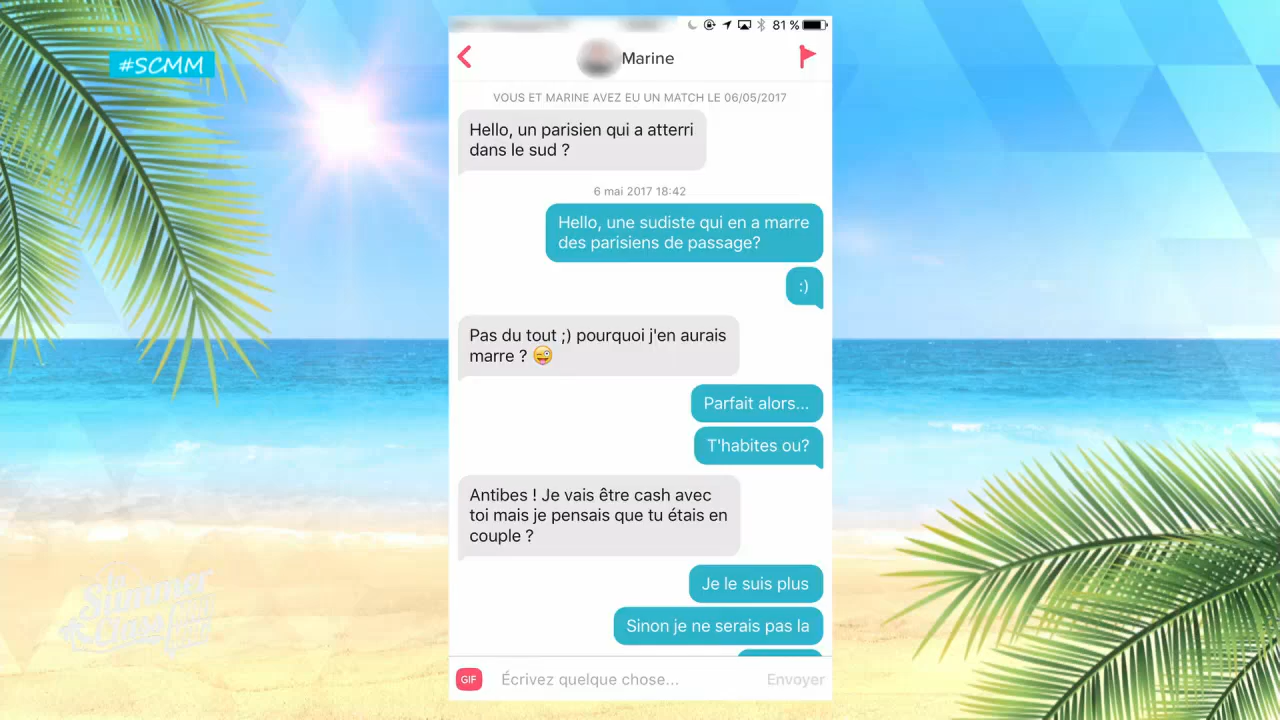 #SCMM
81 %
Marine
VOUS ET MARINE AVEZ EU UN MATCH LE 06/05/2017
Hello, un parisien qui a atterri
dans le sud ?
6 mai 2017 18:42
Hello, une sudiste qui en a marre
des parisiens de passage?
:)
Pas du tout ;) pourquoi j'en aurais
marre ? 😜
Parfait alors...
T'habites ou?
Antibes ! Je vais être cash avec
toi mais je pensais que tu étais en
couple ?
Je le suis plus
Sinon je ne serais pas la
GIF
Écrivez quelque chose...
Envoyer
Summer